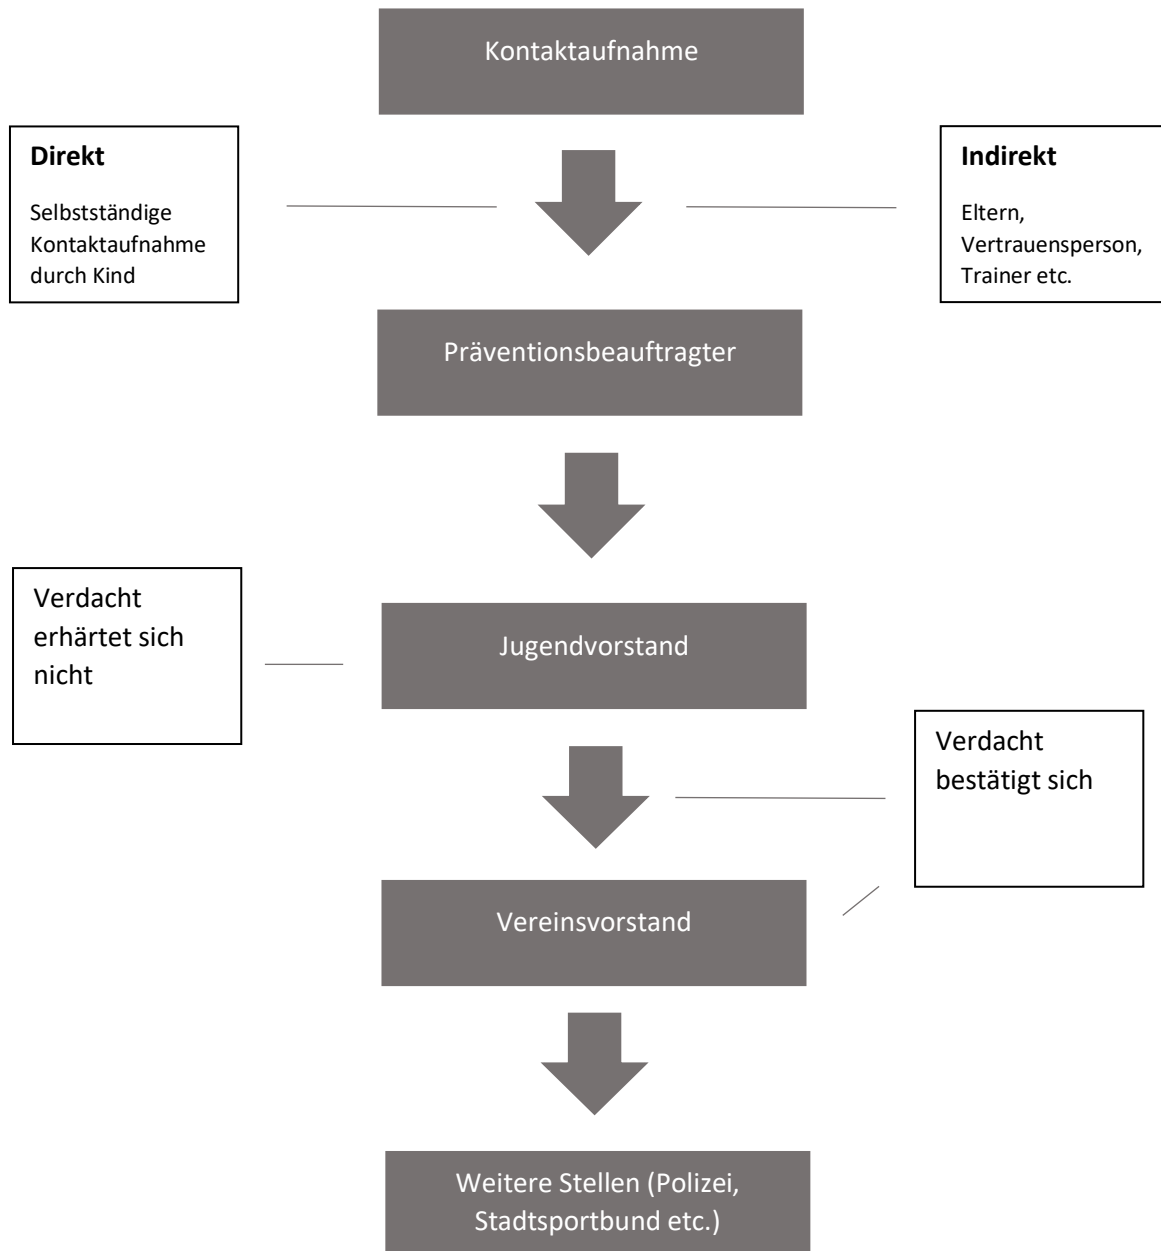 Kontaktaufnahme
Direkt
Selbstständige
Kontaktaufnahme
durch Kind
Indirekt
Eltern,
Vertrauensperson,
Trainer etc.
Präventionsbeauftragter
Verdacht
erhärtet sich
nicht
Jugendvorstand
Verdacht
bestätigt sich
Vereinsvorstand
Weitere Stellen (Polizei,
Stadtsportbund etc.)